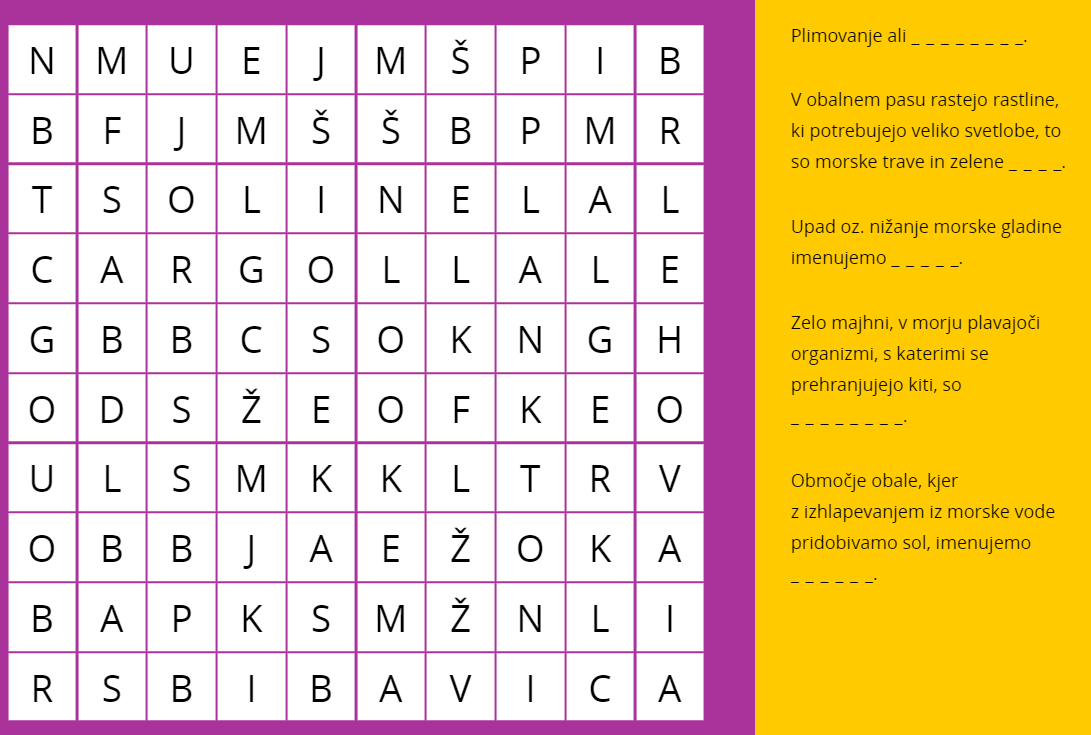 N M U E J M Š P I B
B F J M Š Š B P M R
T S O L I N E L A L
C A R G O L L A L E
G B B C S O K N G H
O D S Ž E O F K E O
U L S M K K L T R V
O B B J A E Ž O K A
B A P K S M Ž N L I
R S B I B A V I C A
Plimovanje ali _ _ _ _ _ _ _ _.
V obalnem pasu rastejo rastline,
ki potrebujejo veliko svetlobe, to
so morske trave in zelene _ _ _ _.
Upad oz. nižanje morske gladine
imenujemo _ _ _ _ _.
Zelo majhni, v morju plavajoči
organizmi, s katerimi se
prehranjujejo kiti, so
_ _ _ _ _ _ _ _.
Območje obale, kjer
z izhlapevanjem iz morske vode
pridobivamo sol, imenujemo
_ _ _ _ _ _.